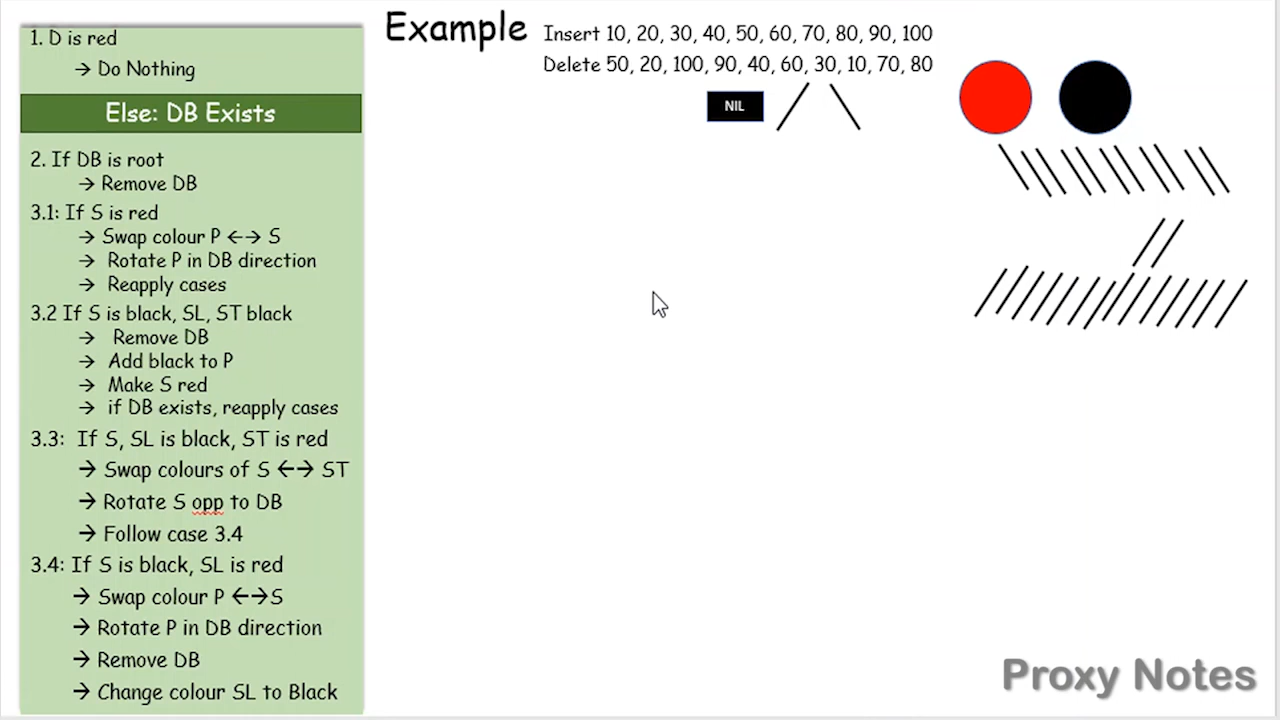 1. D is red
→ Do Nothing
Else: DB Exists
2. If DB is root
→ Remove DB
3.1: If S is red
→ Swap colour P ←→ S
→ Rotate P in DB direction
→ Reapply cases
3.2 If S is black, SL, ST black
→ Remove DB
→ Add black to P
→ Make S red
→ if DB exists, reapply cases
3.3: If S, SL is black, ST is red
→ Swap colours of S ←→ ST
→ Rotate S opp to DB
→ Follow case 3.4
3.4: If S is black, SL is red
→ Swap colour P ←→S
→ Rotate P in DB direction
→ Remove DB
→ Change colour SL to Black
Example
Insert 10, 20, 30, 40, 50, 60, 70, 80, 90, 100
Delete 50, 20, 100, 90, 40, 60, 30, 10, 70, 80
NIL
Proxy Notes